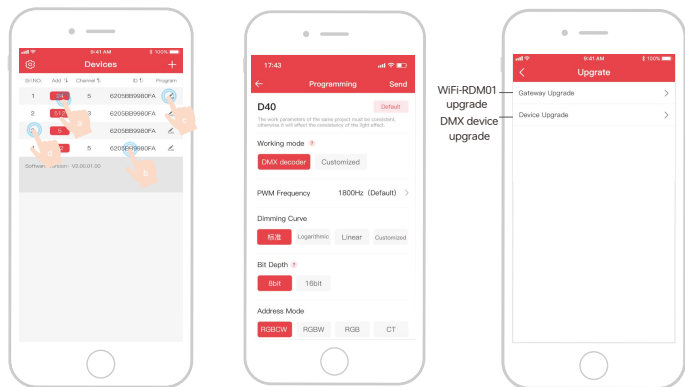 9:41 AM 100%
Devices +
Srl.NO. Add Channel ID Program
1 24 5 6205BB9980FA
a c
2 512 3 6205BB9980FA
5 6205BB9980FA
d
5 6205BB9980FA
b
Software Version: V2.00.01.00
17:43
Programming Send
D40 Default
The work parameters of the same project must be consistent,
otherwise it will affect the consistency of the light effect.
Working mode ?
DMX decoder Customized
PWM Frequency 1800Hz (Default) >
Dimming Curve
标准 Logarithmic Linear Customized
Bit Depth ?
8bit 16bit
Address Mode
RGBCW RGBW RGB CT
WiFi-RDM01
upgrade
DMX device
upgrade
9:41 AM 100%
Upgrate
Gateway Upgrade >
Device Upgrade >